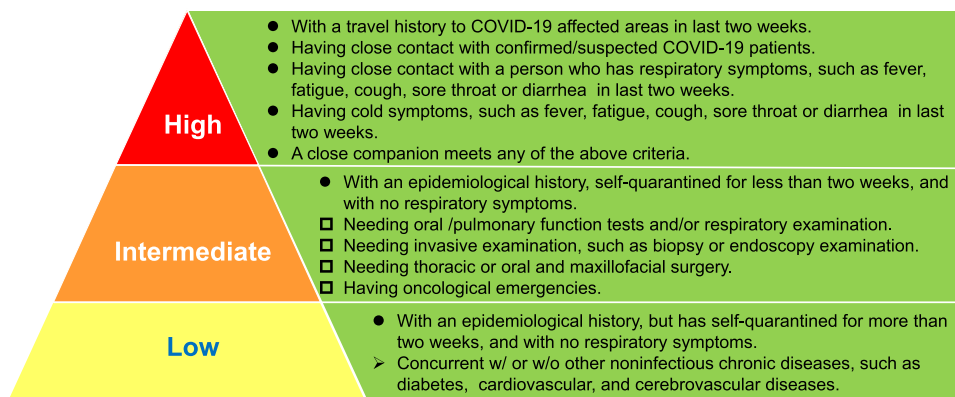 High
● With a travel history to COVID-19 affected areas in last two weeks.
● Having close contact with confirmed/suspected COVID-19 patients.
● Having close contact with a person who has respiratory symptoms, such as fever,
fatigue, cough, sore throat or diarrhea in last two weeks.
● Having cold symptoms, such as fever, fatigue, cough, sore throat or diarrhea in last
two weeks.
● A close companion meets any of the above criteria.
Intermediate
● With an epidemiological history, self-quarantined for less than two weeks, and
with no respiratory symptoms.
□ Needing oral /pulmonary function tests and/or respiratory examination.
□ Needing invasive examination, such as biopsy or endoscopy examination.
□ Needing thoracic or oral and maxillofacial surgery.
□ Having oncological emergencies.
Low
● With an epidemiological history, but has self-quarantined for more than
two weeks, and with no respiratory symptoms.
➢ Concurrent w/ or w/o other noninfectious chronic diseases, such as
diabetes, cardiovascular, and cerebrovascular diseases.